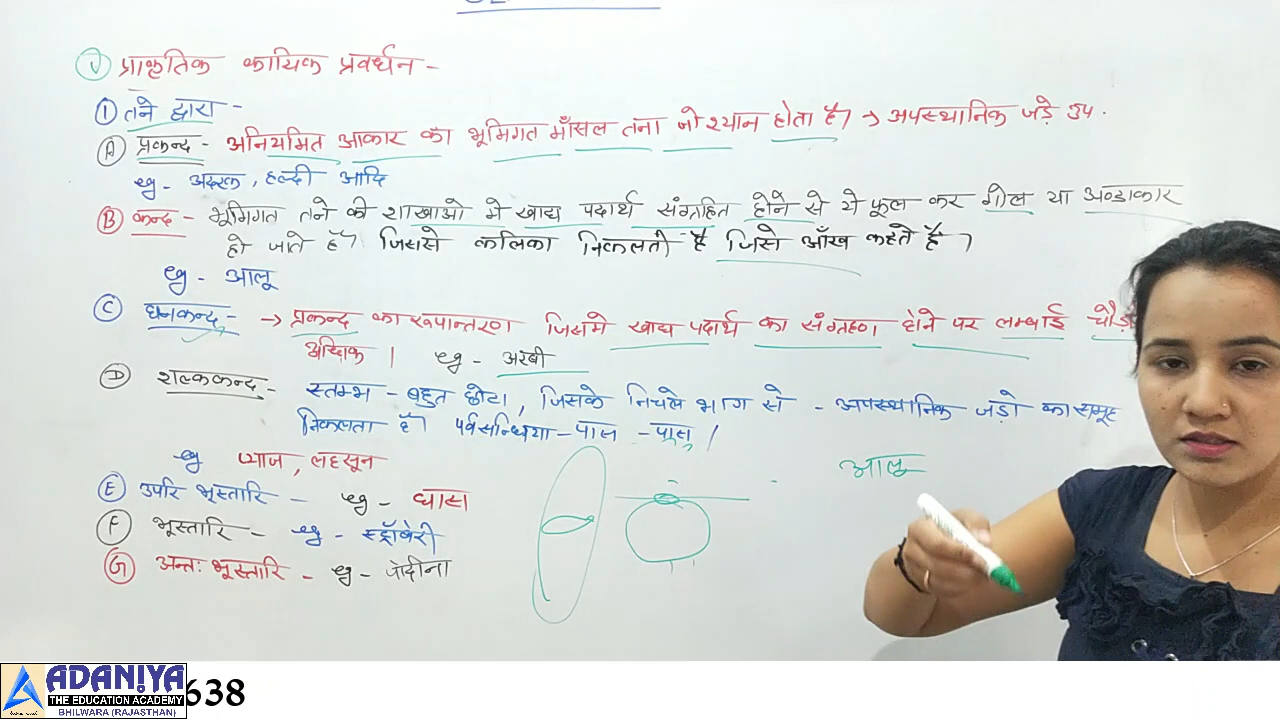 ① प्राकृतिक कायिक प्रवर्धन -
① तने द्वारा -
Ⓐ प्रकन्द - अनियमित आकार का भूमिगत माँसल तना जो श्यान होता है। → अपस्थानिक जड़े उप.
eg - अदरक, हल्दी आदि
Ⓑ कन्द - भूमिगत तने की शाखाओ मे खाद्य पदार्थ संग्रहित होने से ये फूल कर गोल या अण्डाकार
हो जाते हैं। जिससे कलिका निकलती है जिसे आँख कहते है।
eg - आलू
Ⓒ घनकन्द - → प्रकन्द का रूपान्तरण जिसमे खाद्य पदार्थ का संग्रहण होने पर लम्बाई
अधिक। eg - अरबी
Ⓓ शल्ककन्द - स्तम्भ - बहुत छोटा, जिसके निचले भाग से - अपस्थानिक जड़ो का समूह
निकलता हैं। पर्वसन्धिया - पास - पास।
eg प्याज, लहसून
Ⓔ उपरि भूस्तारि - eg - घास
आलू
Ⓕ भूस्तारि - eg - स्ट्रॉबेरी
Ⓖ अन्तः भूस्तारि - eg - पोदीना
ADANIYA
THE EDUCATION ACADEMY
BHILWARA (RAJASTHAN)
638